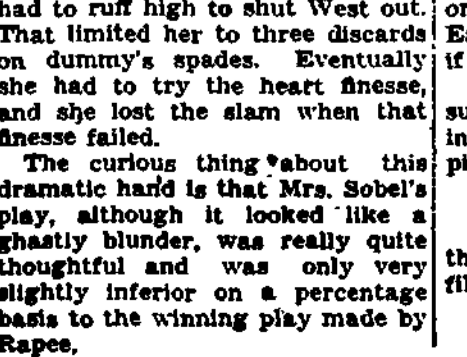 had to ruff high to shut West out.
That limited her to three discards
on dummy's spades. Eventually
she had to try the heart finesse,
and she lost the slam when that
finesse failed.
The curious thing about this
dramatic hand is that Mrs. Sobel's
play, although it looked like a
ghastly blunder, was really quite
thoughtful and was only very
slightly inferior on a percentage
basis to the winning play made by
Rapee.
if
in